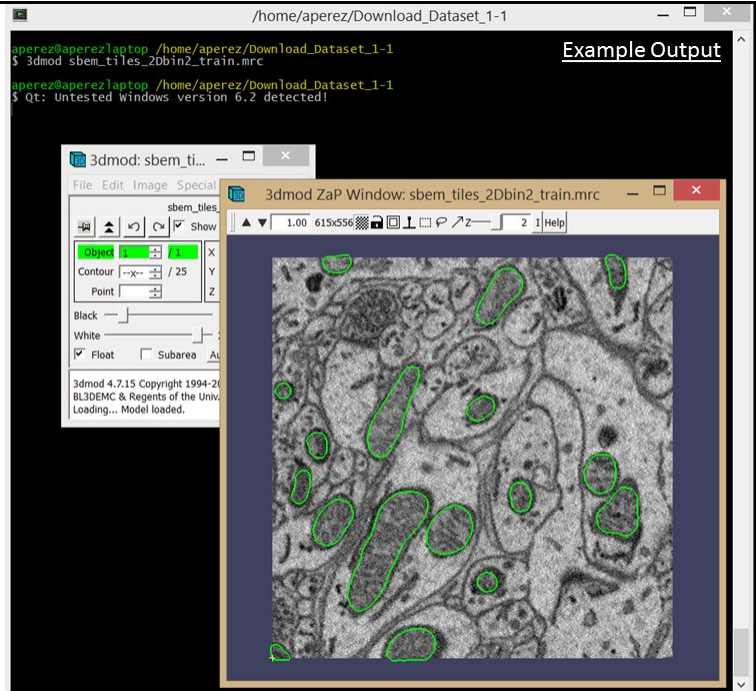 /home/aperez/Download_Dataset_1-1
aperez@aperezlaptop /home/aperez/Download_Dataset_1-1
$ 3dmod sbem_tiles_2Dbin2_train.mrc
Example Output
aperez@aperezlaptop /home/aperez/Download_Dataset_1-1
$ Qt: Untested Windows version 6.2 detected!
3dmod: sbem_ti...
File Edit Image Special
sbem_tiles_
Show
Object 1 / 1 X
Contour --x-- / 25 Y
Point Z
Black
White
Float Subarea Au
3dmod 4.7.15 Copyright 1994-20
BL3DEMC & Regents of the Univ.
Loading... Model loaded.
3dmod ZaP Window: sbem_tiles_2Dbin2_train.mrc
1.00 615x556 Z 2 I Help